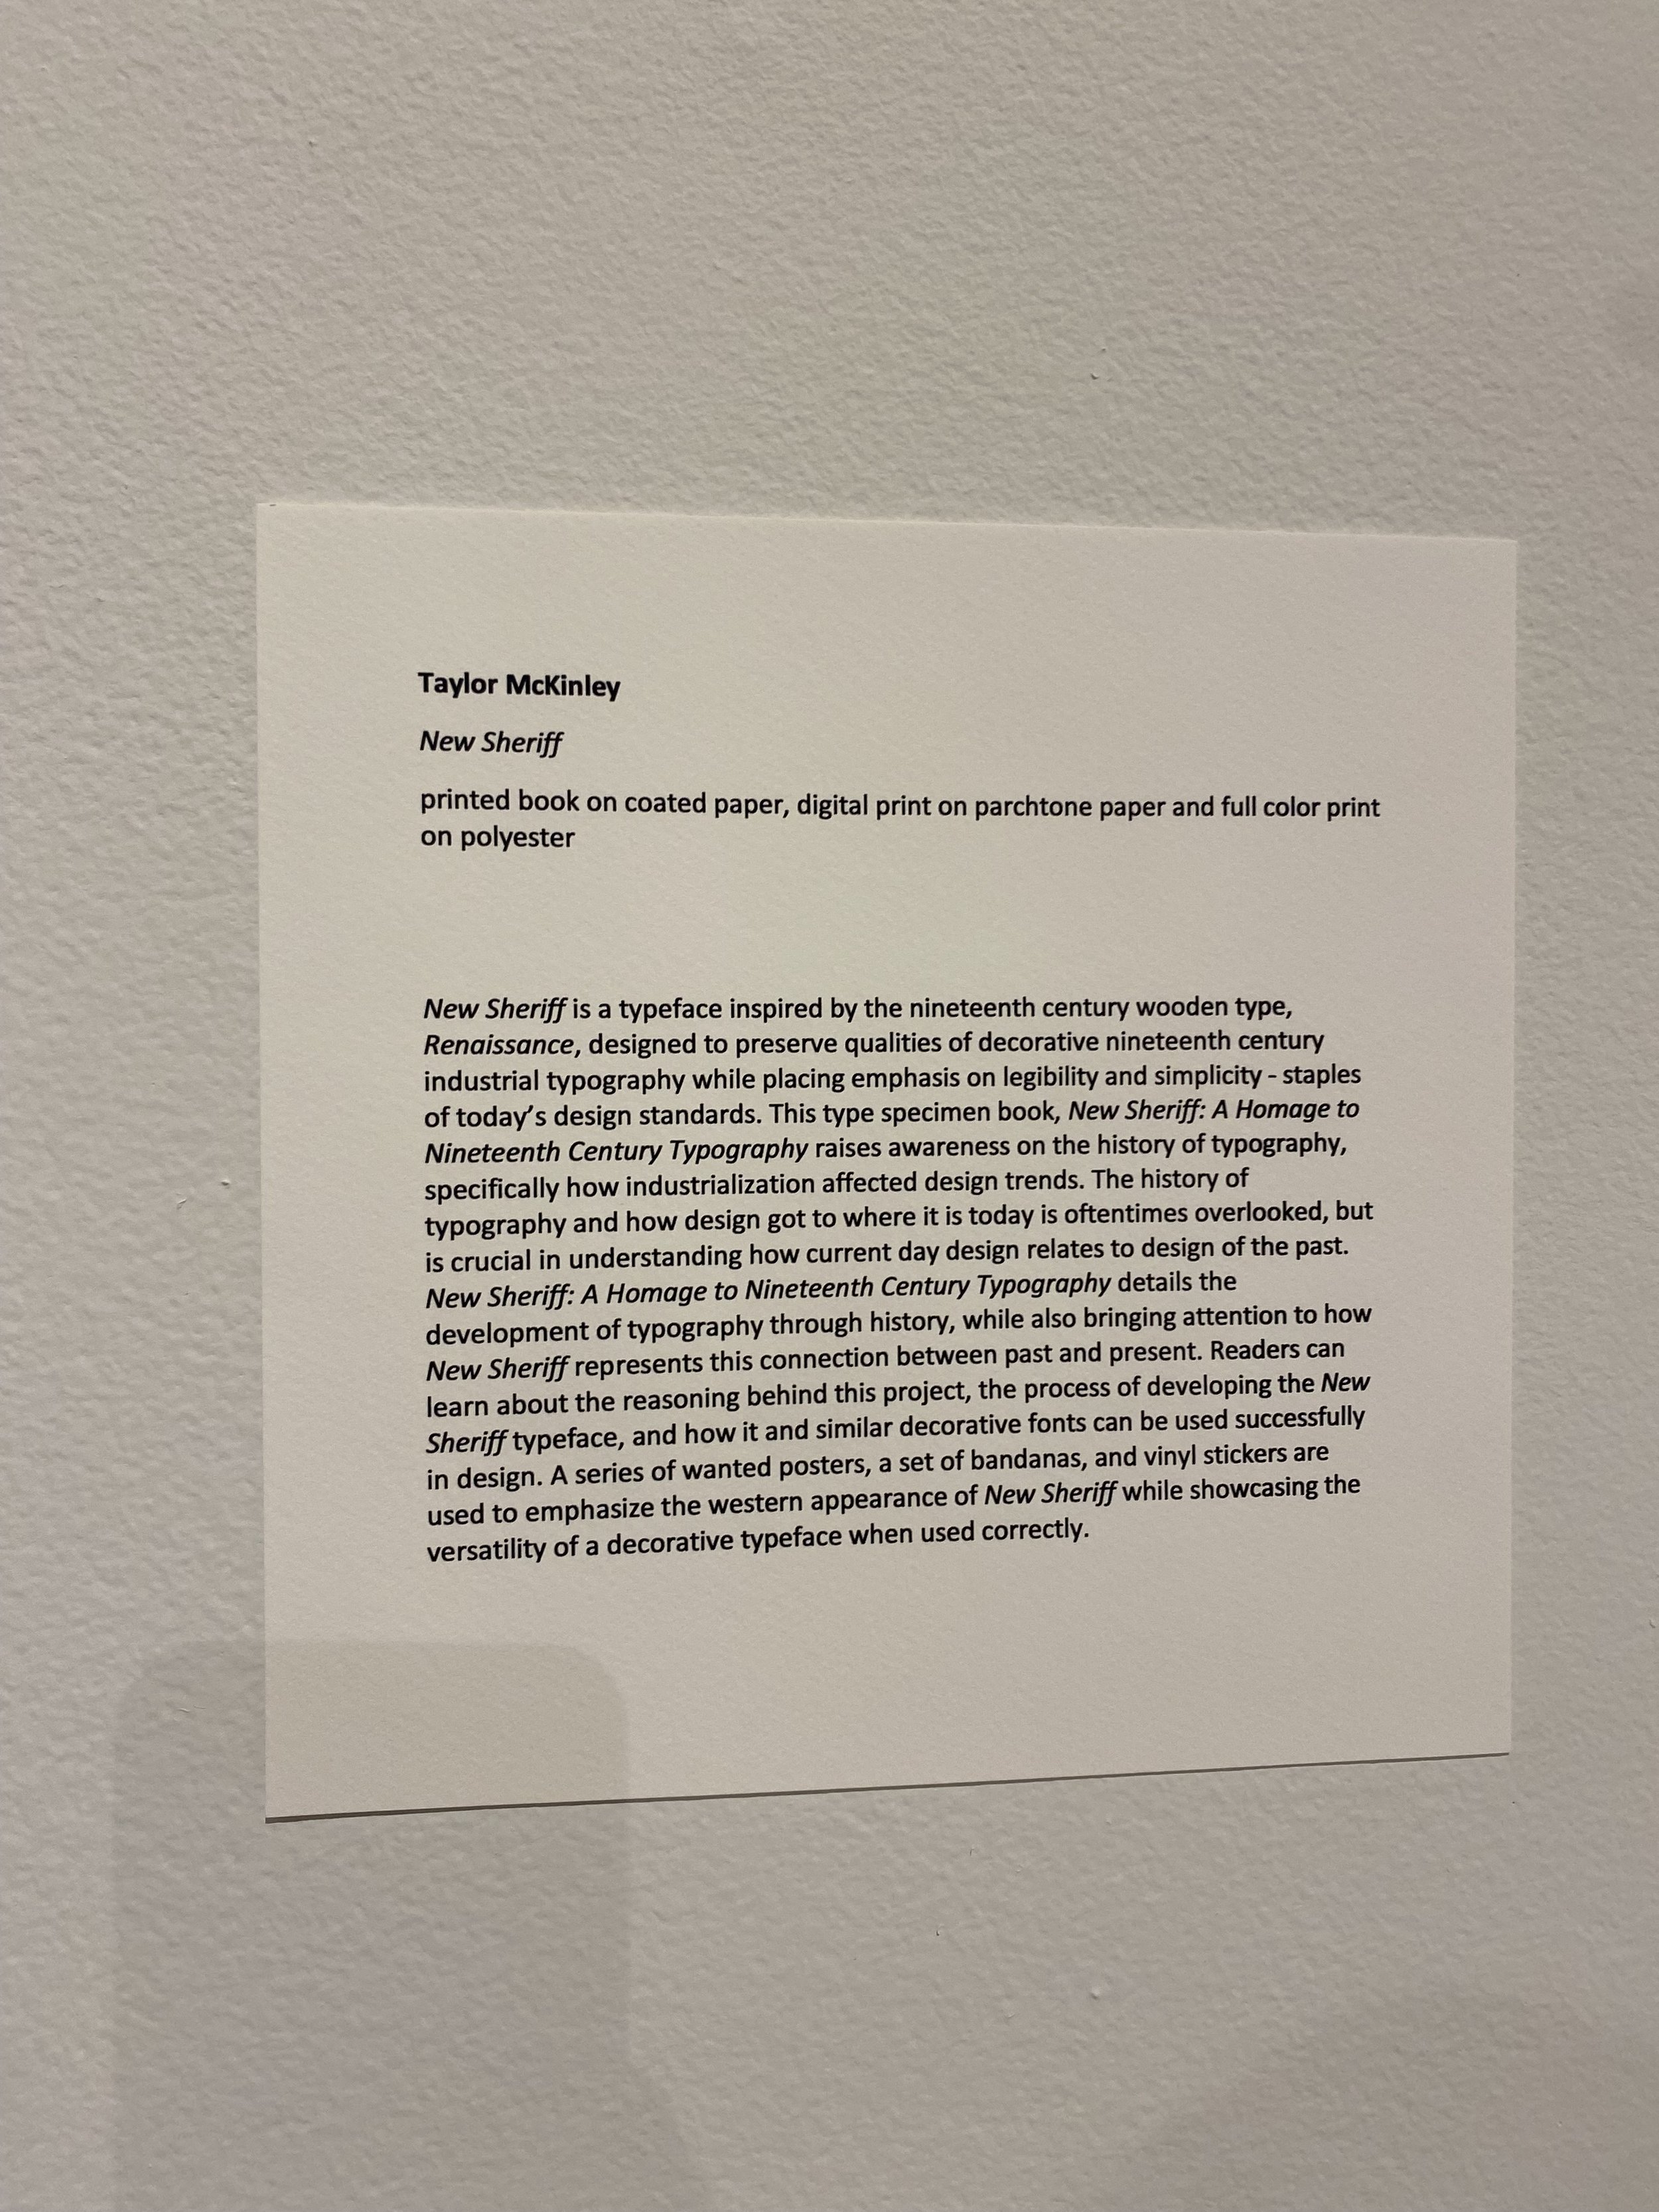 Taylor McKinley
New Sheriff
printed book on coated paper, digital print on parchtone paper and full color print
on polyester
New Sheriff is a typeface inspired by the nineteenth century wooden type,
Renaissance, designed to preserve qualities of decorative nineteenth century
industrial typography while placing emphasis on legibility and simplicity - staples
of today’s design standards. This type specimen book, New Sheriff: A Homage to
Nineteenth Century Typography raises awareness on the history of typography,
specifically how industrialization affected design trends. The history of
typography and how design got to where it is today is oftentimes overlooked, but
is crucial in understanding how current day design relates to design of the past.
New Sheriff: A Homage to Nineteenth Century Typography details the
development of typography through history, while also bringing attention to how
New Sheriff represents this connection between past and present. Readers can
learn about the reasoning behind this project, the process of developing the New
Sheriff typeface, and how it and similar decorative fonts can be used successfully
in design. A series of wanted posters, a set of bandanas, and vinyl stickers are
used to emphasize the western appearance of New Sheriff while showcasing the
versatility of a decorative typeface when used correctly.